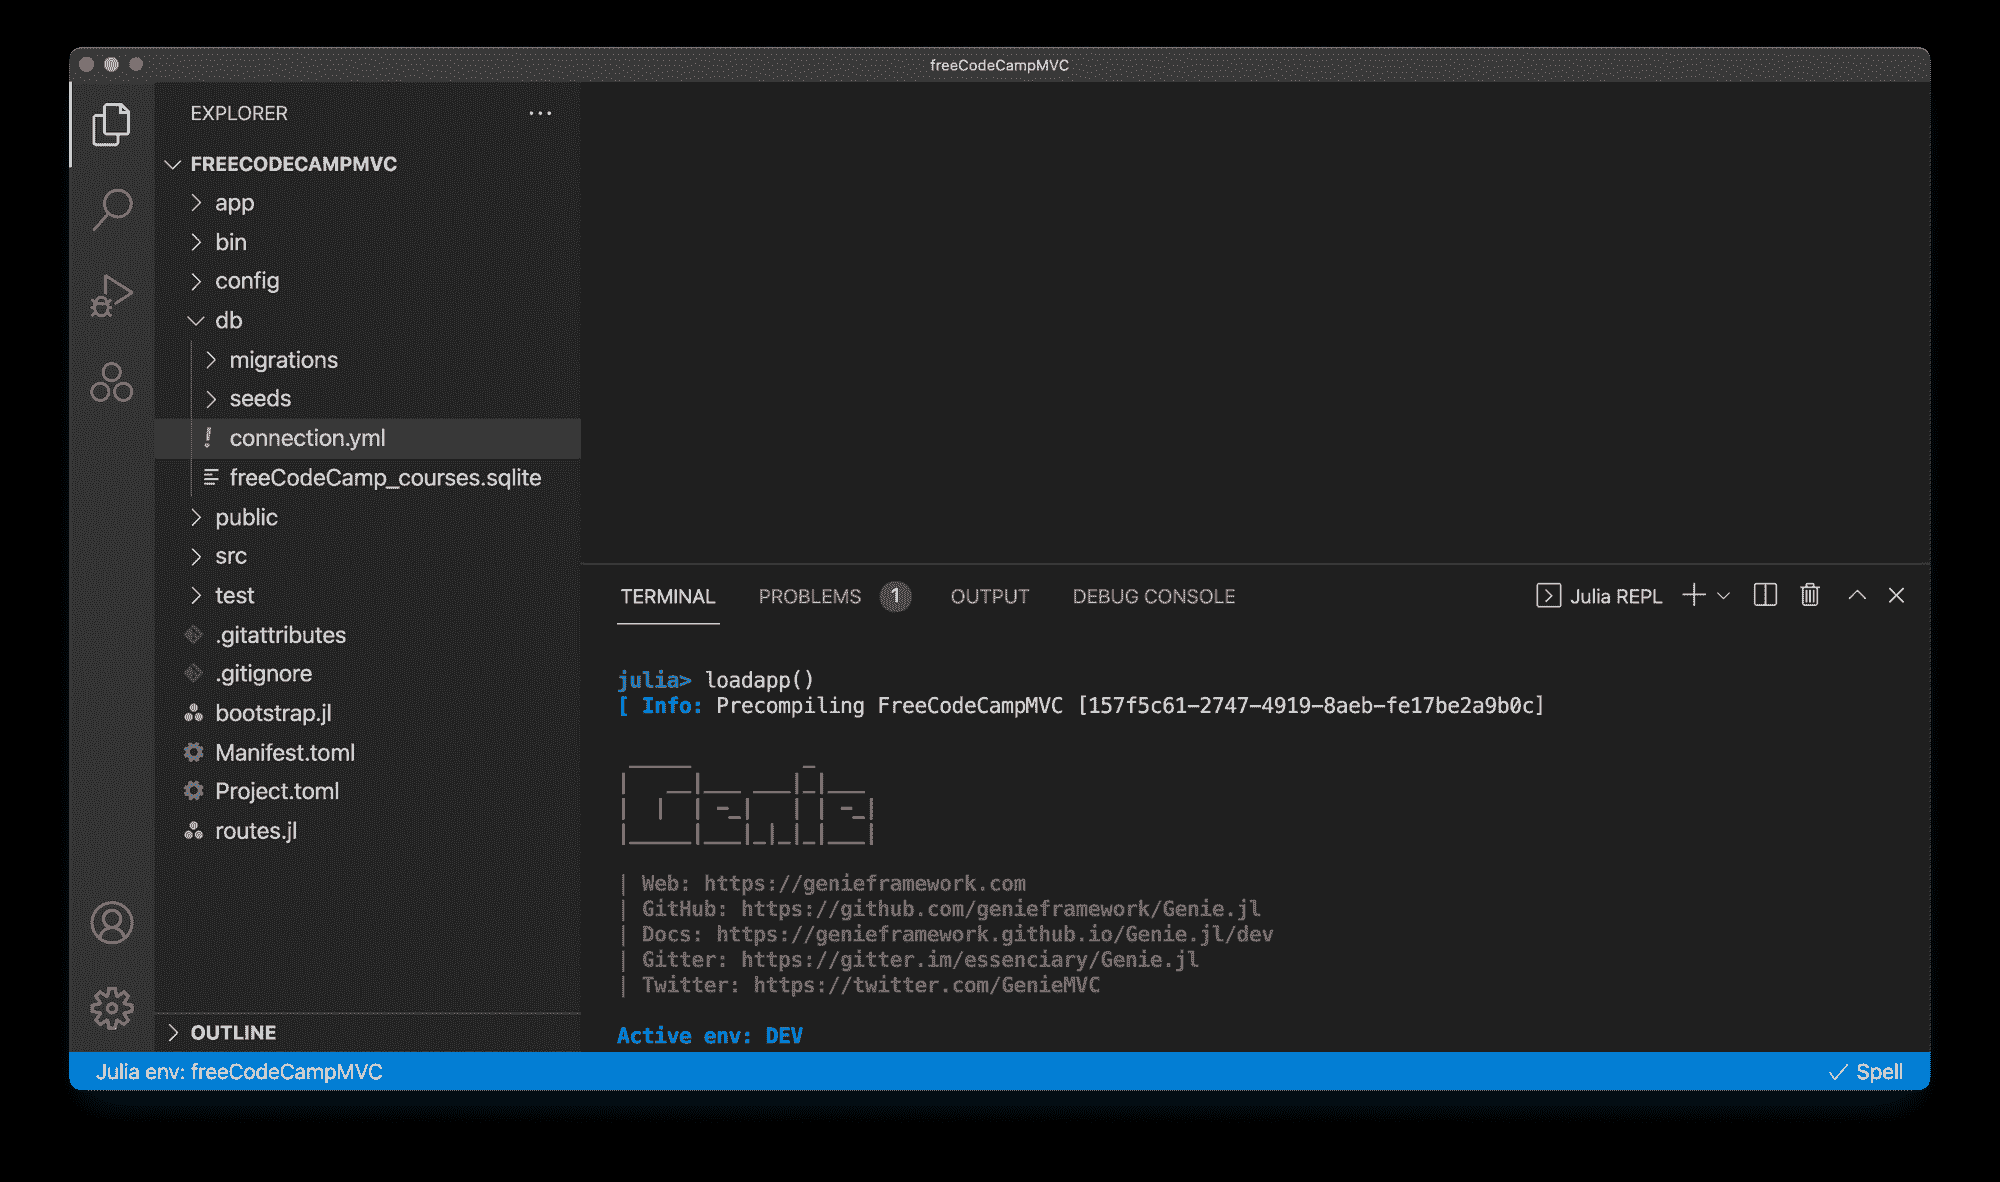 freeCodeCampMVC
EXPLORER
FREECODECAMPMVC
app
bin
config
db
migrations
seeds
! connection.yml
freeCodeCamp_courses.sqlite
public
src
test
.gitattributes
.gitignore
bootstrap.jl
Manifest.toml
Project.toml
routes.jl
OUTLINE
TERMINAL PROBLEMS 1 OUTPUT DEBUG CONSOLE Julia REPL
julia> loadapp()
[ Info: Precompiling FreeCodeCampMVC [157f5c61-2747-4919-8aeb-fe17be2a9b0c]
Genie
| Web: https://genieframework.com
| GitHub: https://github.com/genieframework/Genie.jl
| Docs: https://genieframework.github.io/Genie.jl/dev
| Gitter: https://gitter.im/essenciary/Genie.jl
| Twitter: https://twitter.com/GenieMVC
Active env: DEV
Julia env: freeCodeCampMVC Spell